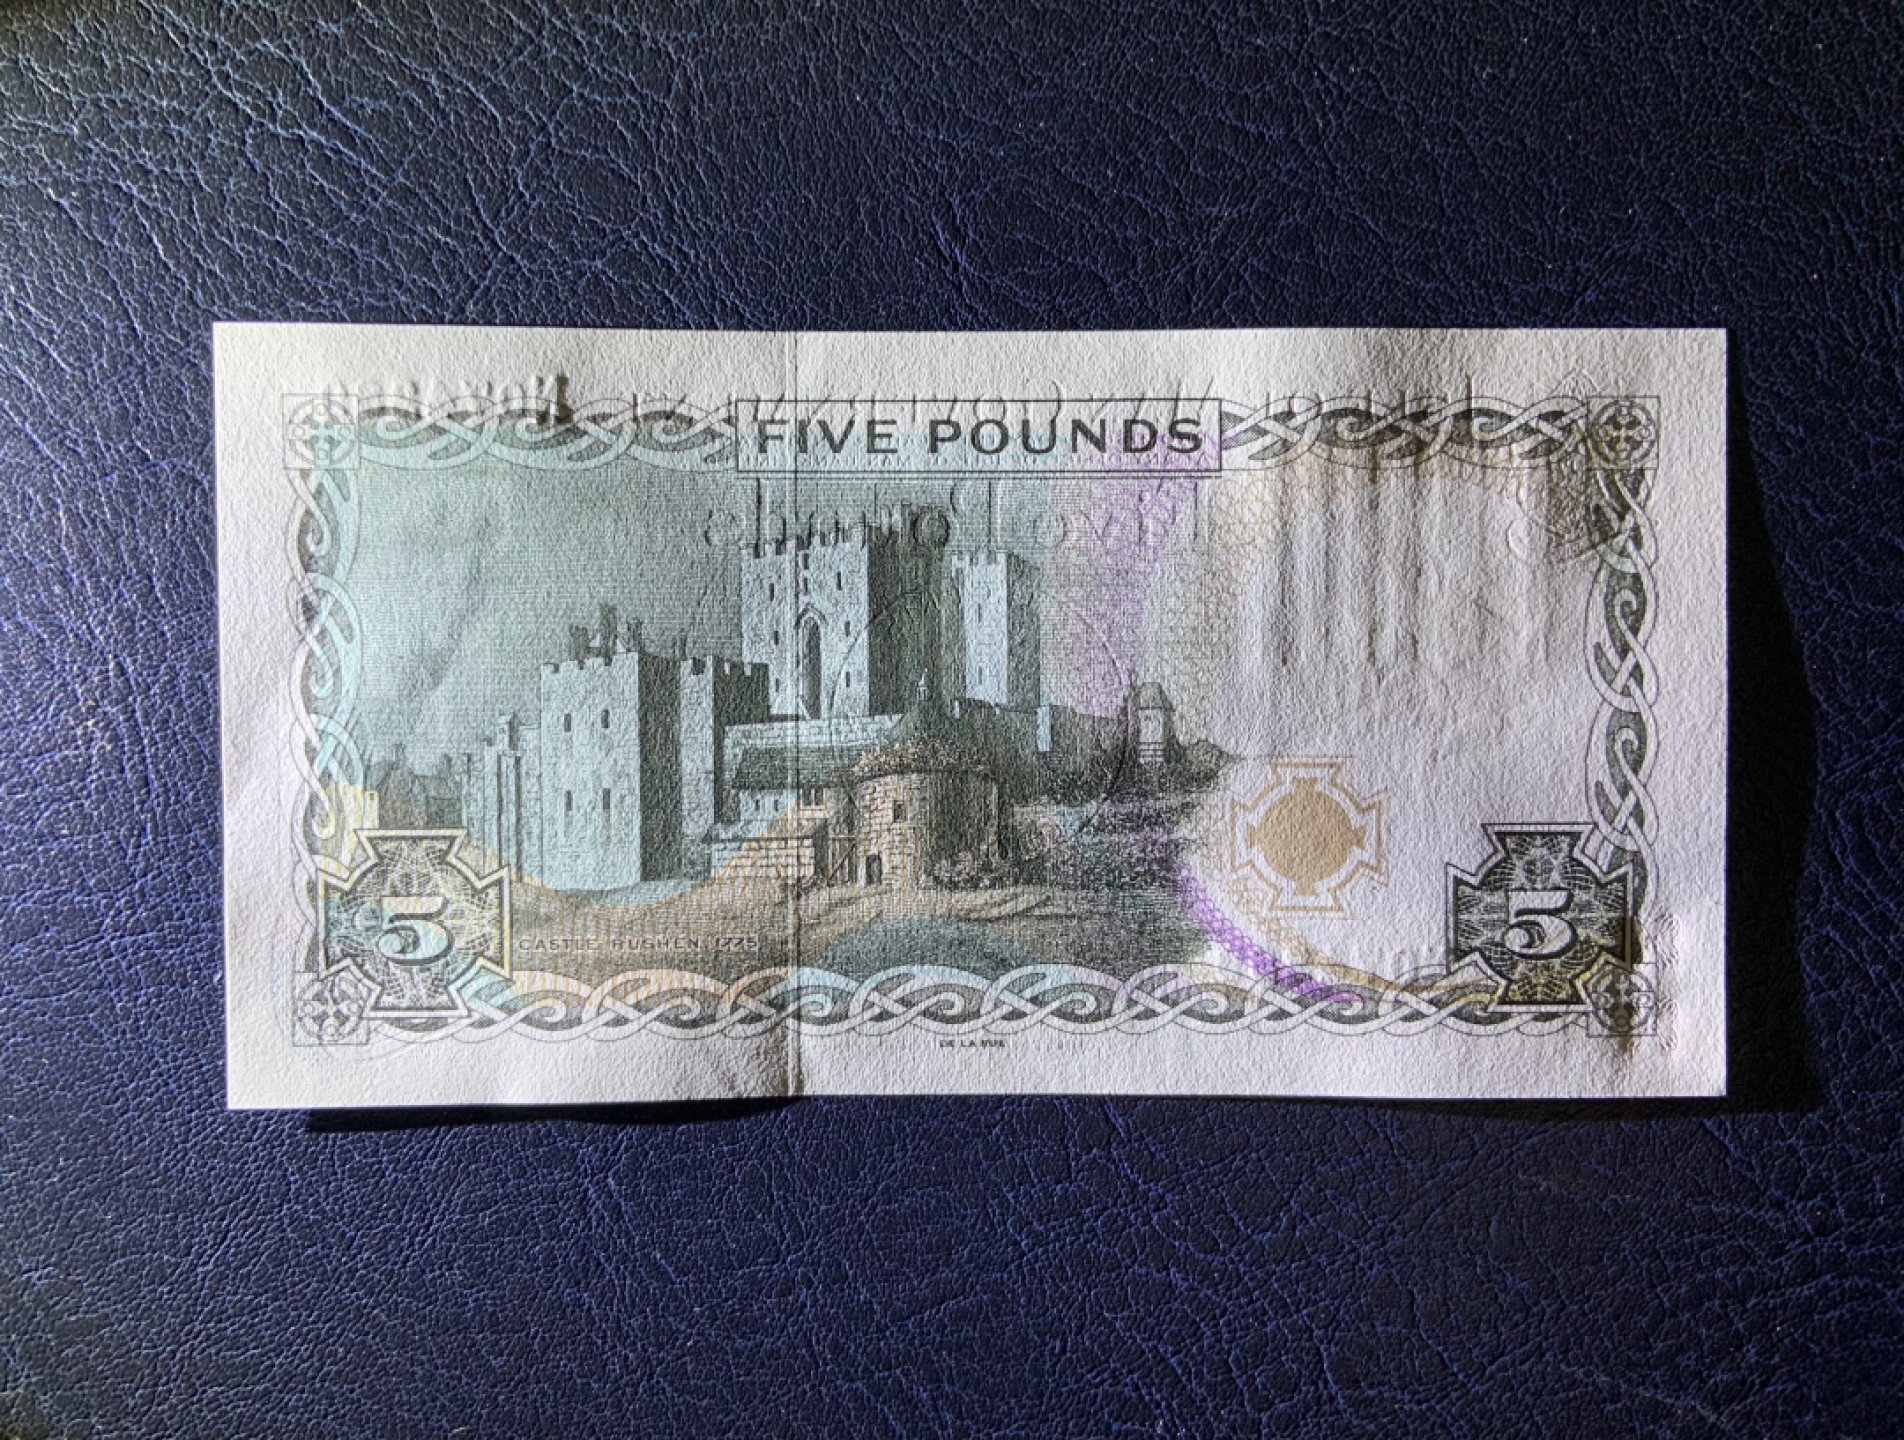 FIVE POUNDS
5
CASTLE RUSHEN, 1775
5
DE LA RUE